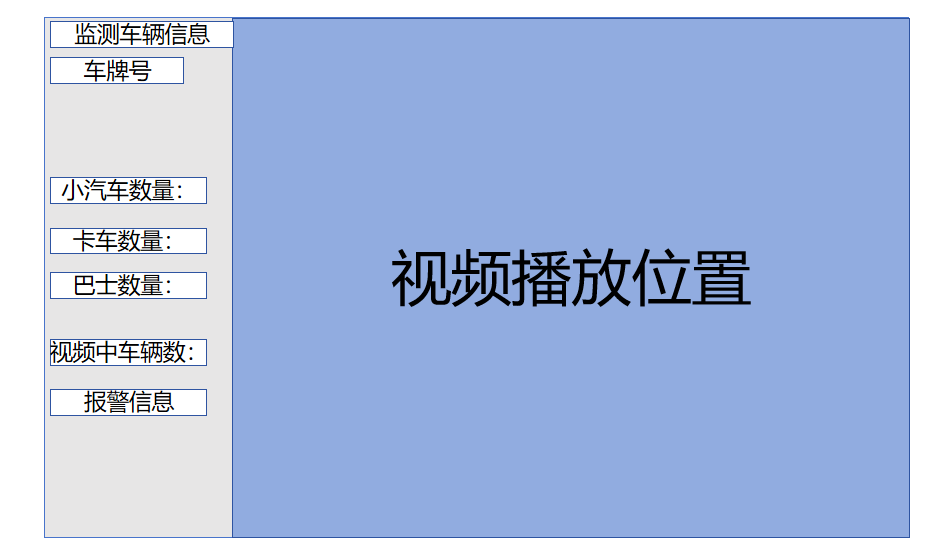 监测车辆信息
车牌号
小汽车数量：
卡车数量：
巴士数量：
视频中车辆数：
报警信息
视频播放位置